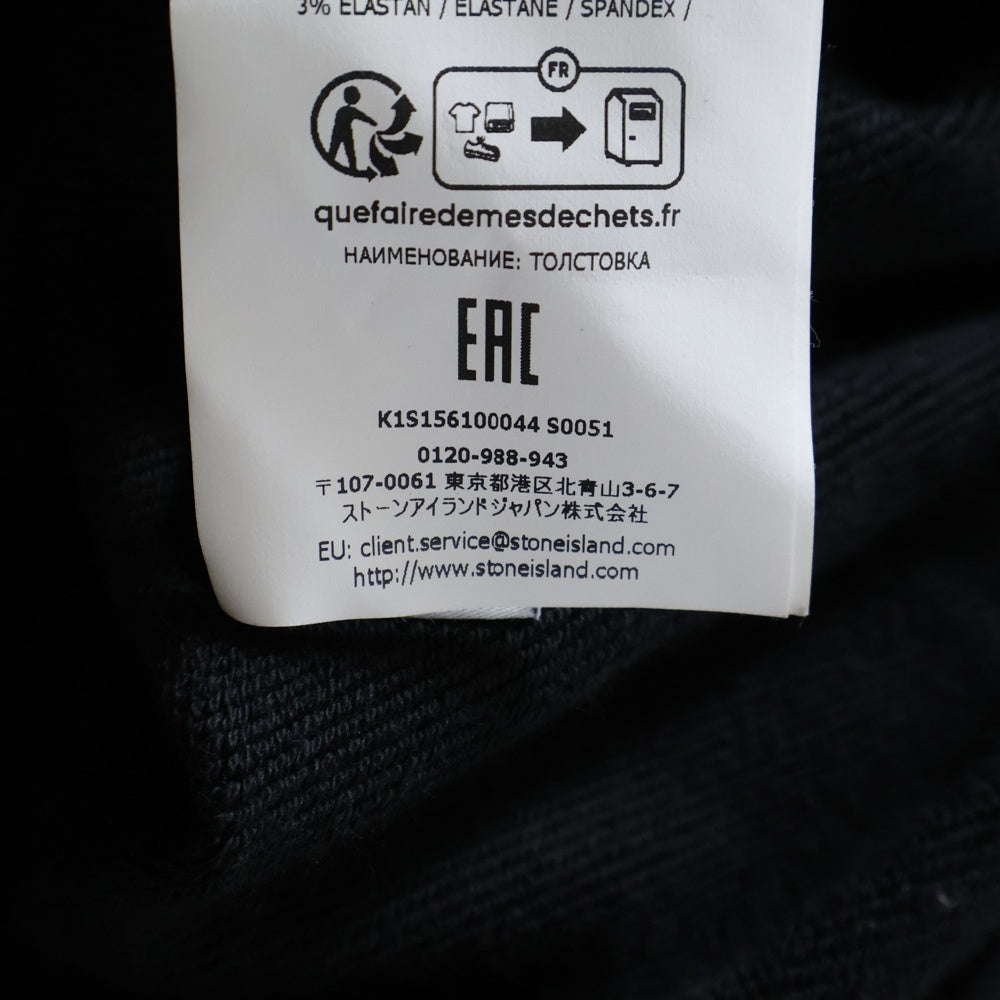 3% ELASTAN / ELASTANE / SPANDEX /
FR
quefairedemesdechets.fr
НАИМЕНОВАНИЕ: ТОЛСТОВКА
EAC
K1S156100044 S0051
0120-988-943
〒107-0061 東京都港区北青山3-6-7
ストーンアイランドジャパン株式会社
EU: client.service@stoneisland.com
http://www.stoneisland.com